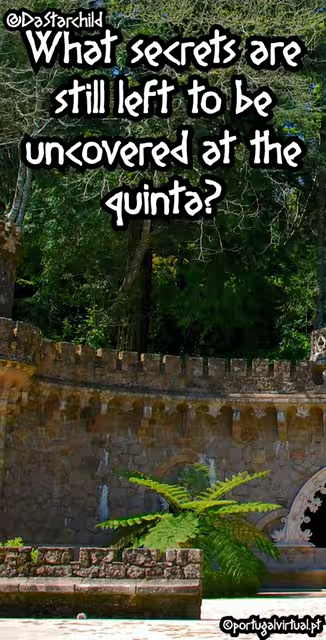 @DaStarchild
What secrets are
still left to be
uncovered at the
quinta?
©portugalvirtual.pt